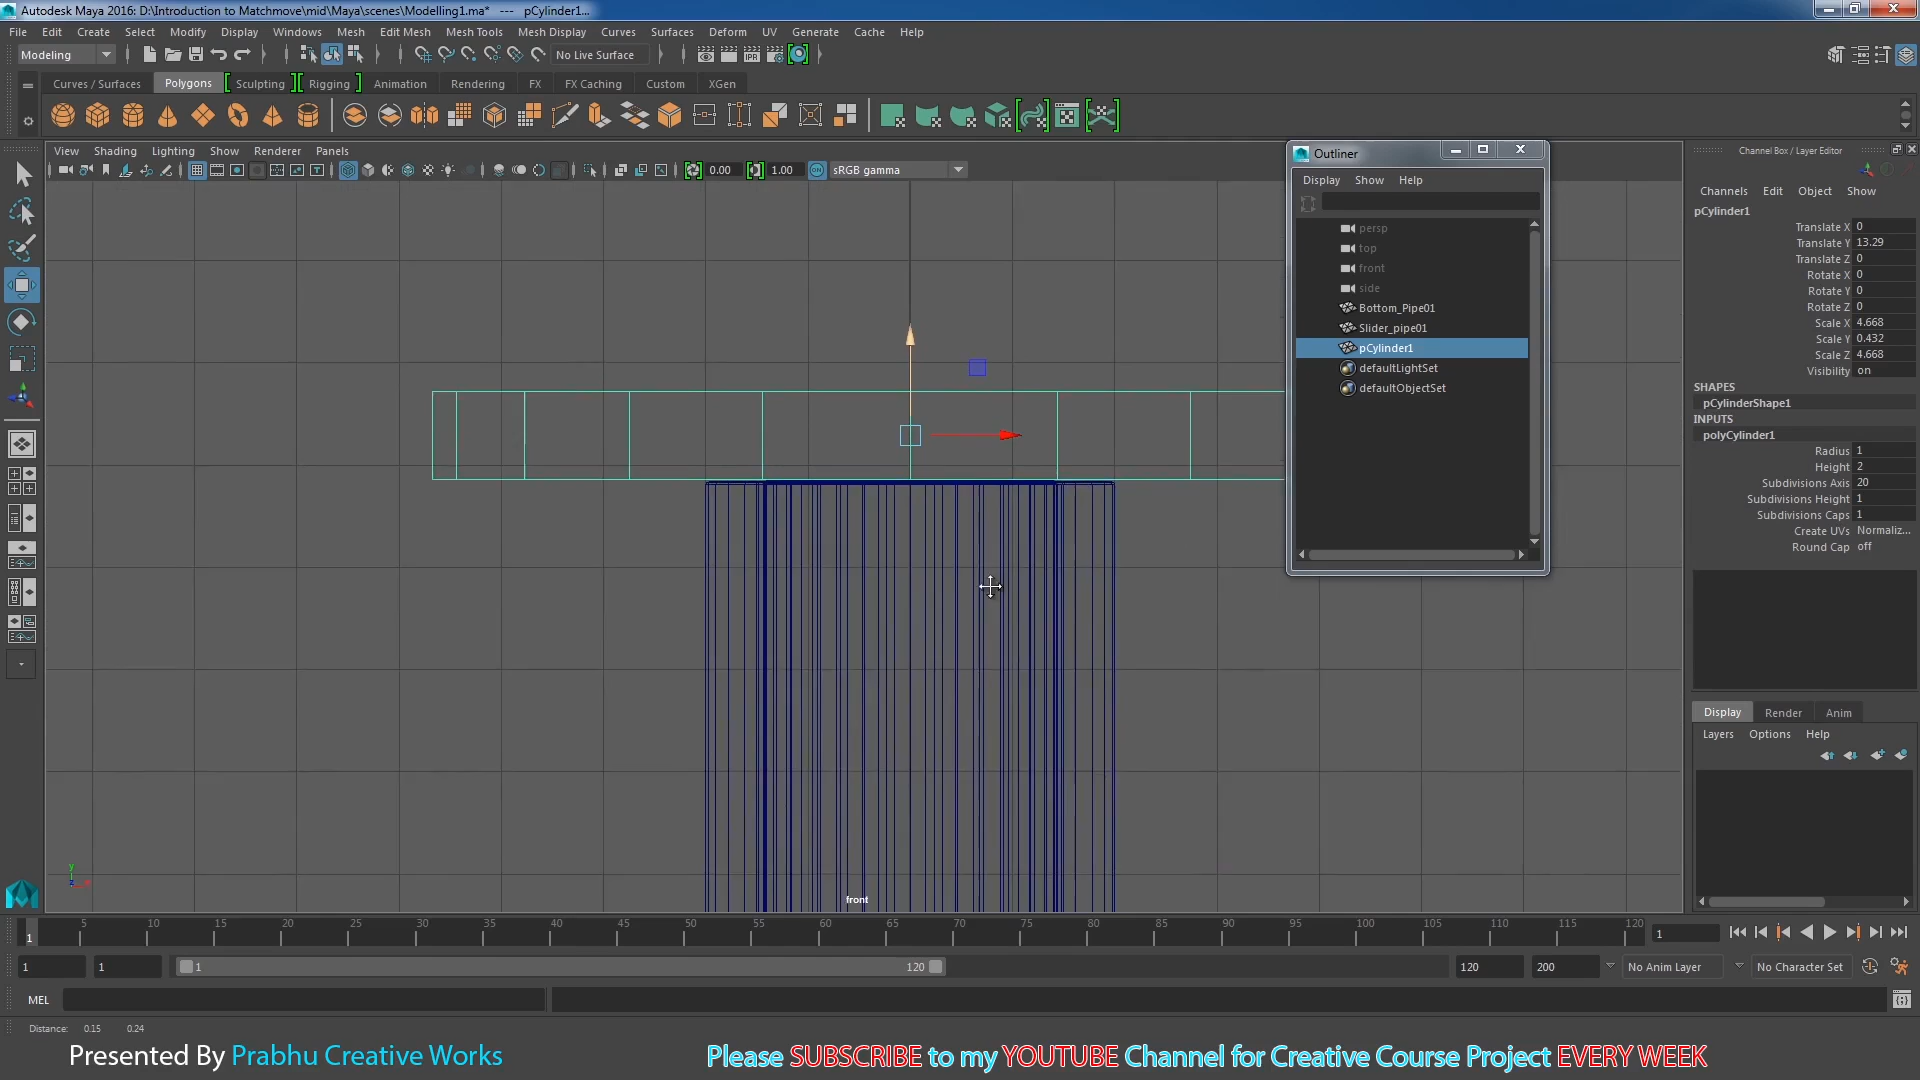 Autodesk Maya 2016: D:\Introduction to Matchmove\mid\Maya\scenes\Modelling1.ma* --- pCylinder1...
File Edit Create Select Modify Display Windows Mesh Edit Mesh Mesh Tools Mesh Display Curves Surfaces Deform UV Generate Cache Help
Modeling No Live Surface IPR
Curves / Surfaces Polygons Sculpting Rigging Animation Rendering FX FX Caching Custom XGen
View Shading Lighting Show Renderer Panels
0.00 1.00 ON sRGB gamma
Outliner
Display Show Help
persp
top
front
side
Bottom_Pipe01
Slider_pipe01
pCylinder1
defaultLightSet
defaultObjectSet
Channel Box / Layer Editor
Channels Edit Object Show
pCylinder1
Translate X 0
Translate Y 13.29
Translate Z 0
Rotate X 0
Rotate Y 0
Rotate Z 0
Scale X 4.668
Scale Y 0.432
Scale Z 4.668
Visibility on
SHAPES
pCylinderShape1
INPUTS
polyCylinder1
Radius 1
Height 2
Subdivisions Axis 20
Subdivisions Height 1
Subdivisions Caps 1
Create UVs Normaliz...
Round Cap off
Display Render Anim
Layers Options Help
y
front
5 10 15 20 25 30 35 40 45 50 55 60 65 70 75 80 85 90 95 100 105 110 115 120
1 1
1 1 1 120 120 200 No Anim Layer No Character Set
MEL
Distance: 0.15 0.24
Presented By Prabhu Creative Works
Please SUBSCRIBE to my YOUTUBE Channel for Creative Course Project EVERY WEEK